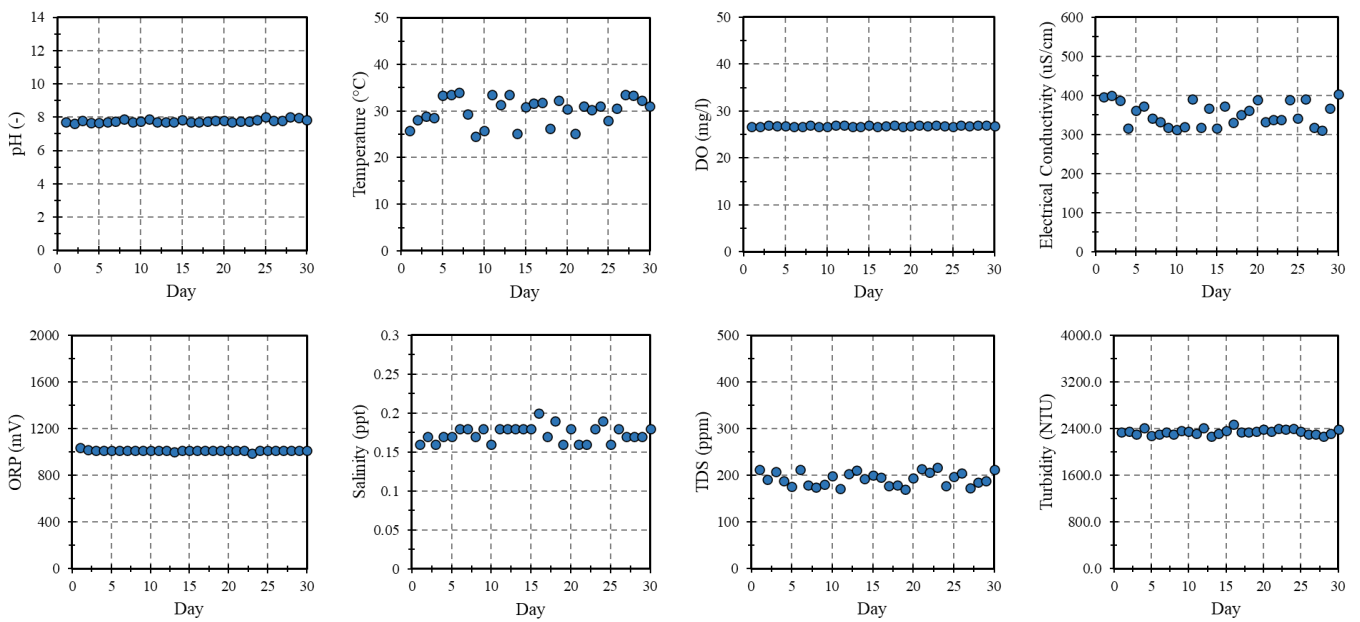 14
12
10
8
6
4
2
0
pH (-)
0 5 10 15 20 25 30
Day
50
40
30
20
10
0
Temperature (°C)
0 5 10 15 20 25 30
Day
50
40
30
20
10
0
DO (mg/l)
0 5 10 15 20 25 30
Day
600
500
400
300
200
100
0
Electrical Conductivity (uS/cm)
0 5 10 15 20 25 30
Day
2000
1600
1200
800
400
0
ORP (mV)
0 5 10 15 20 25 30
Day
0.3
0.25
0.2
0.15
0.1
0.05
0
Salinity (ppt)
0 5 10 15 20 25 30
Day
500
400
300
200
100
0
TDS (ppm)
0 5 10 15 20 25 30
Day
4000.0
3200.0
2400.0
1600.0
800.0
0.0
Turbidity (NTU)
0 5 10 15 20 25 30
Day